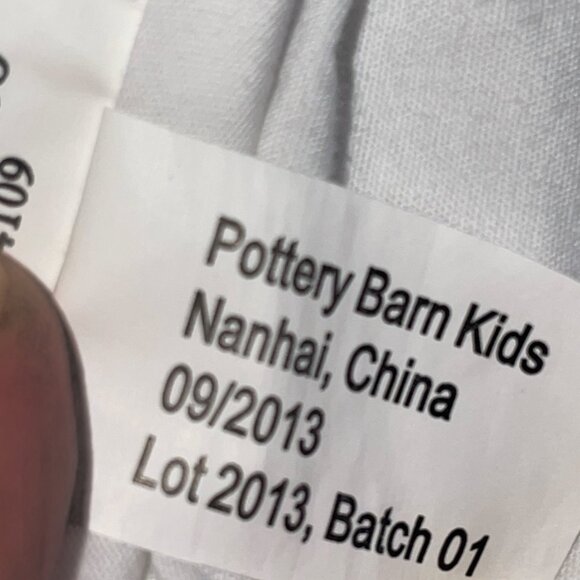 Pottery Barn Kids
Nanhai, China
09/2013
Lot 2013, Batch 01